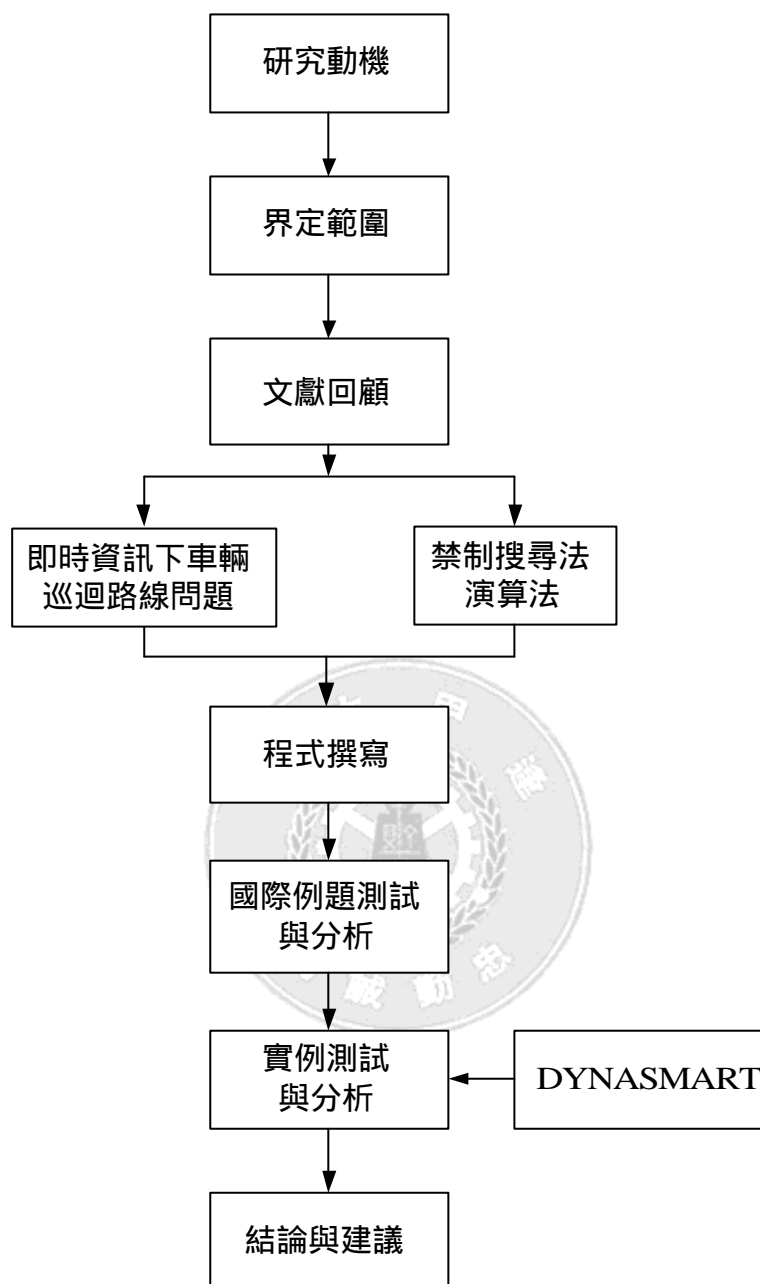 研究動機
界定範圍
文獻回顧
即時資訊下車輛
巡迴路線問題
禁制搜尋法
演算法
程式撰寫
國際例題測試
與分析
實例測試
與分析
DYNASMART
結論與建議